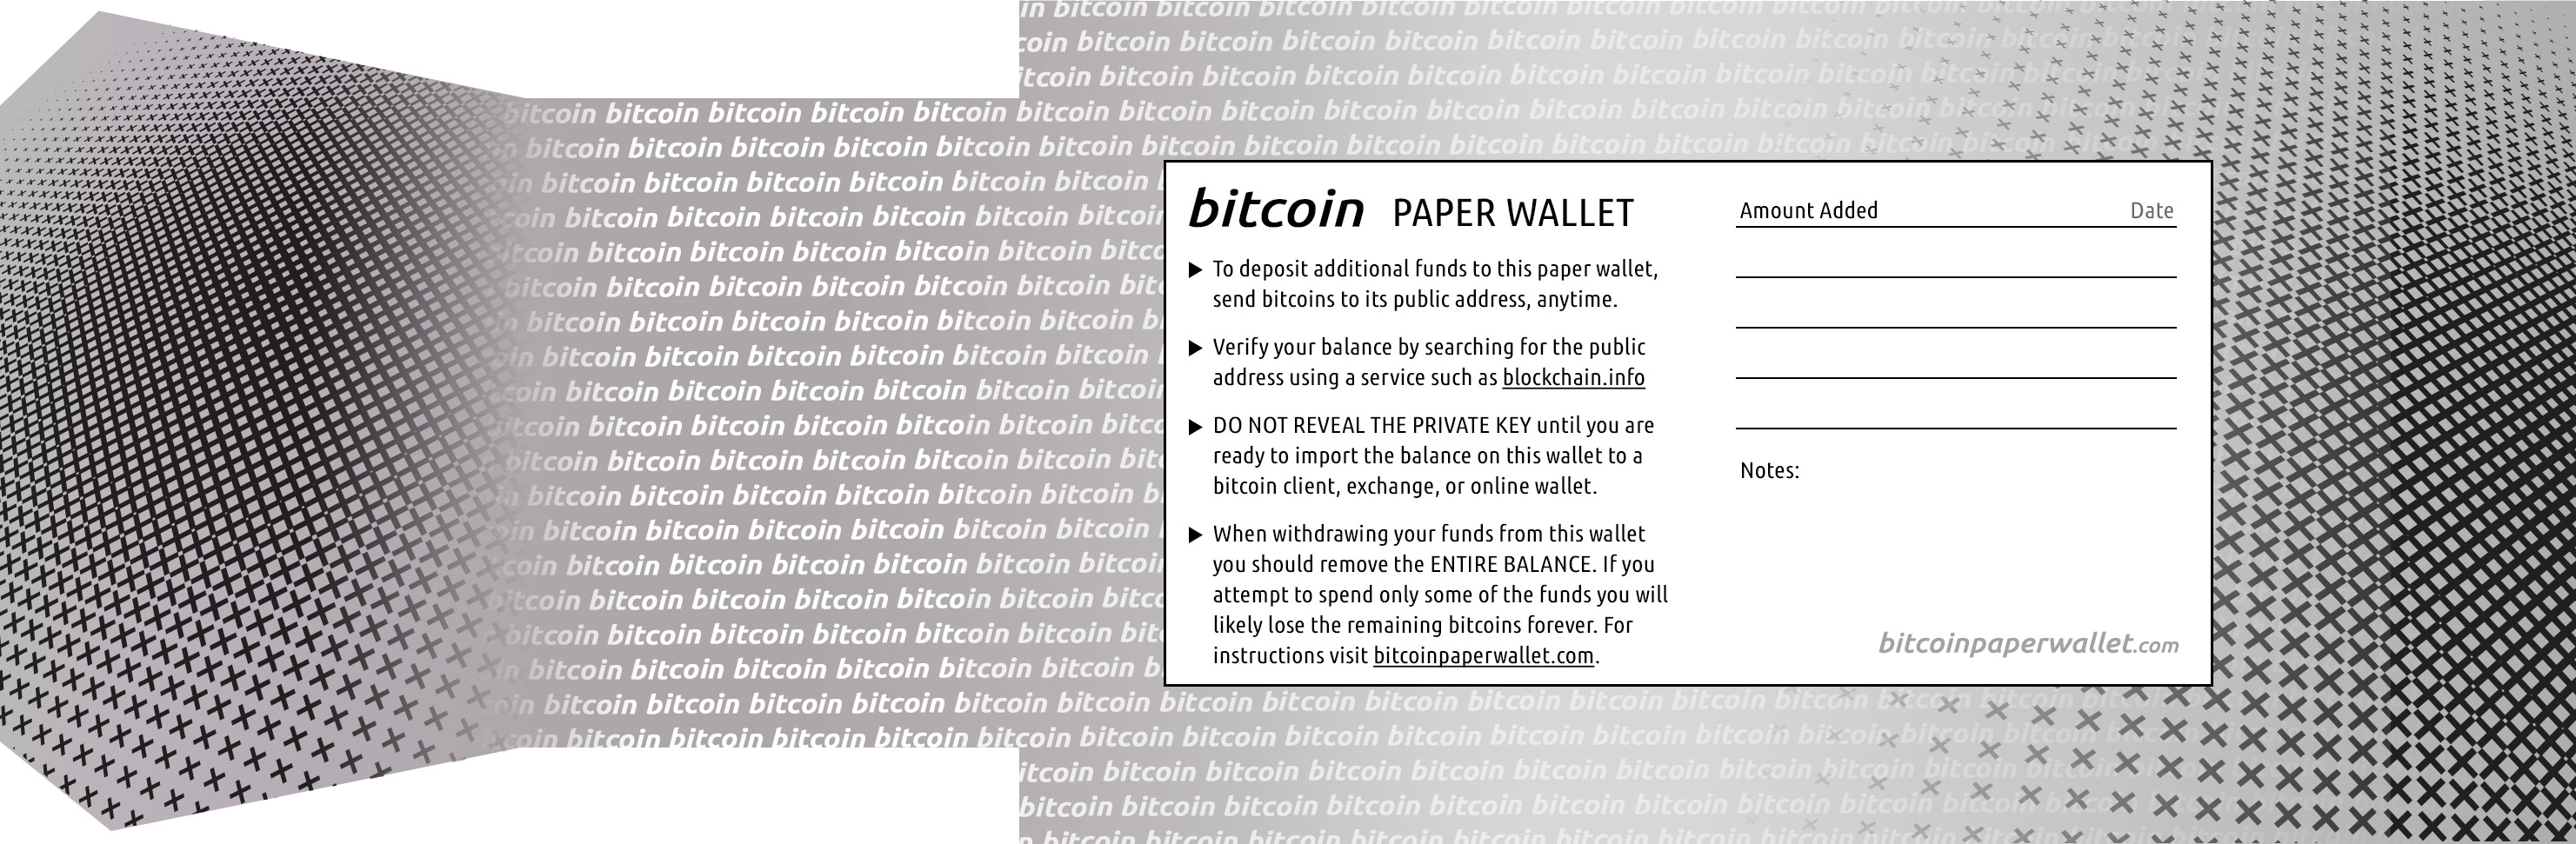 bitcoin PAPER WALLET
▶ To deposit additional funds to this paper wallet,
send bitcoins to its public address, anytime.
▶ Verify your balance by searching for the public
address using a service such as blockchain.info
▶ DO NOT REVEAL THE PRIVATE KEY until you are
ready to import the balance on this wallet to a
bitcoin client, exchange, or online wallet.
▶ When withdrawing your funds from this wallet
you should remove the ENTIRE BALANCE. If you
attempt to spend only some of the funds you will
likely lose the remaining bitcoins forever. For
instructions visit bitcoinpaperwallet.com.
Amount Added Date
Notes:
bitcoinpaperwallet.com